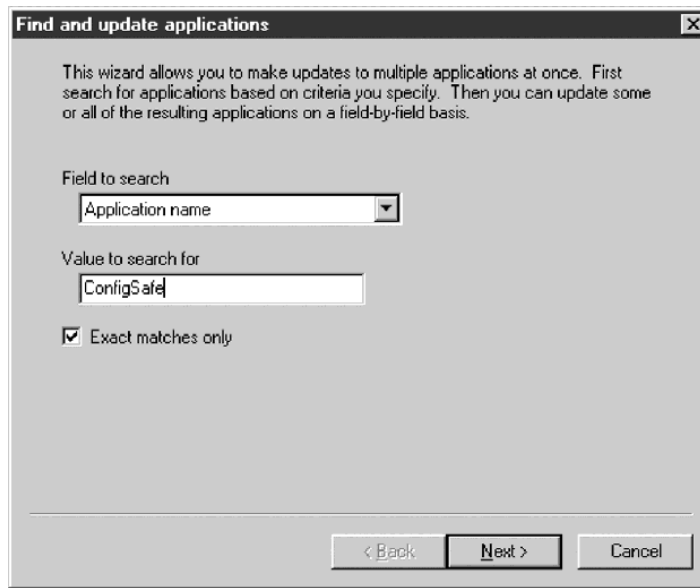 Find and update applications
This wizard allows you to make updates to multiple applications at once.  First
search for applications based on criteria you specify.  Then you can update some
or all of the resulting applications on a field-by-field basis.
Field to search
Application name
Value to search for
ConfigSafe
Exact matches only
< Back
Next >
Cancel